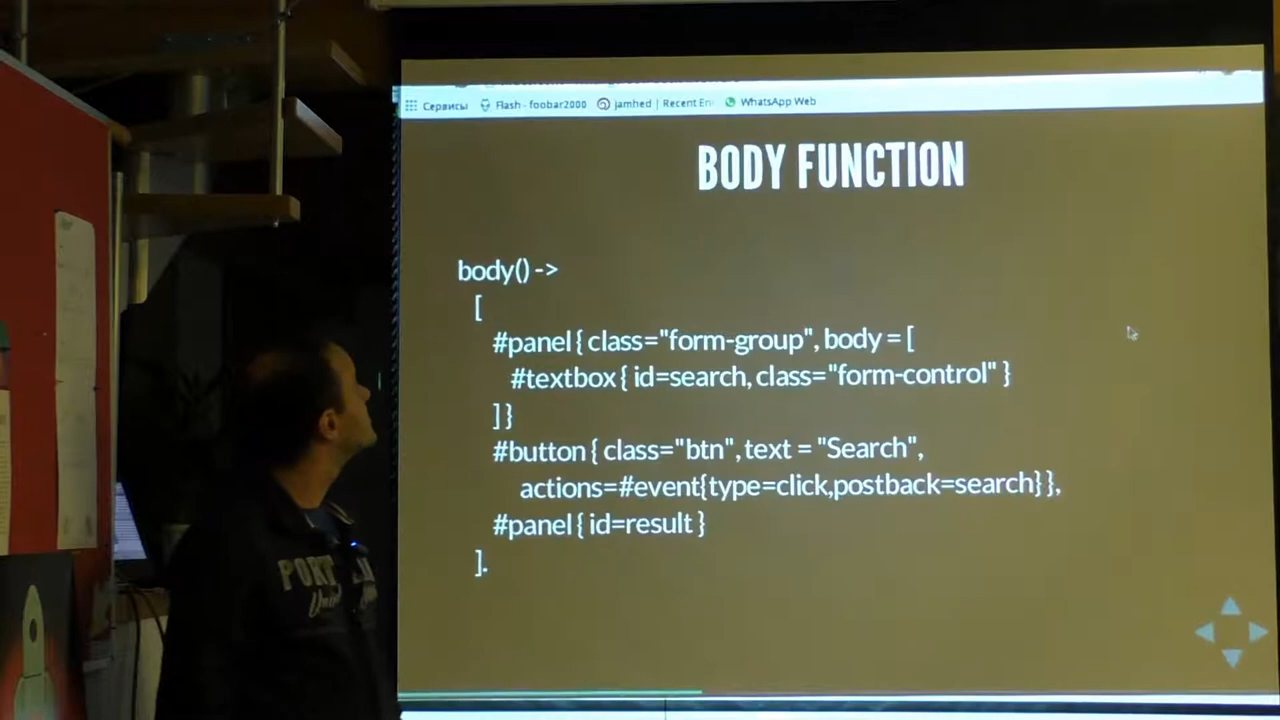 Сервисы Flash - foobar2000 jamhed | Recent En WhatsApp Web
BODY FUNCTION
body() ->
[
#panel { class="form-group", body = [
#textbox { id=search, class="form-control" }
] }
#button { class="btn", text = "Search",
actions=#event{type=click,postback=search} },
#panel { id=result }
].
PORT